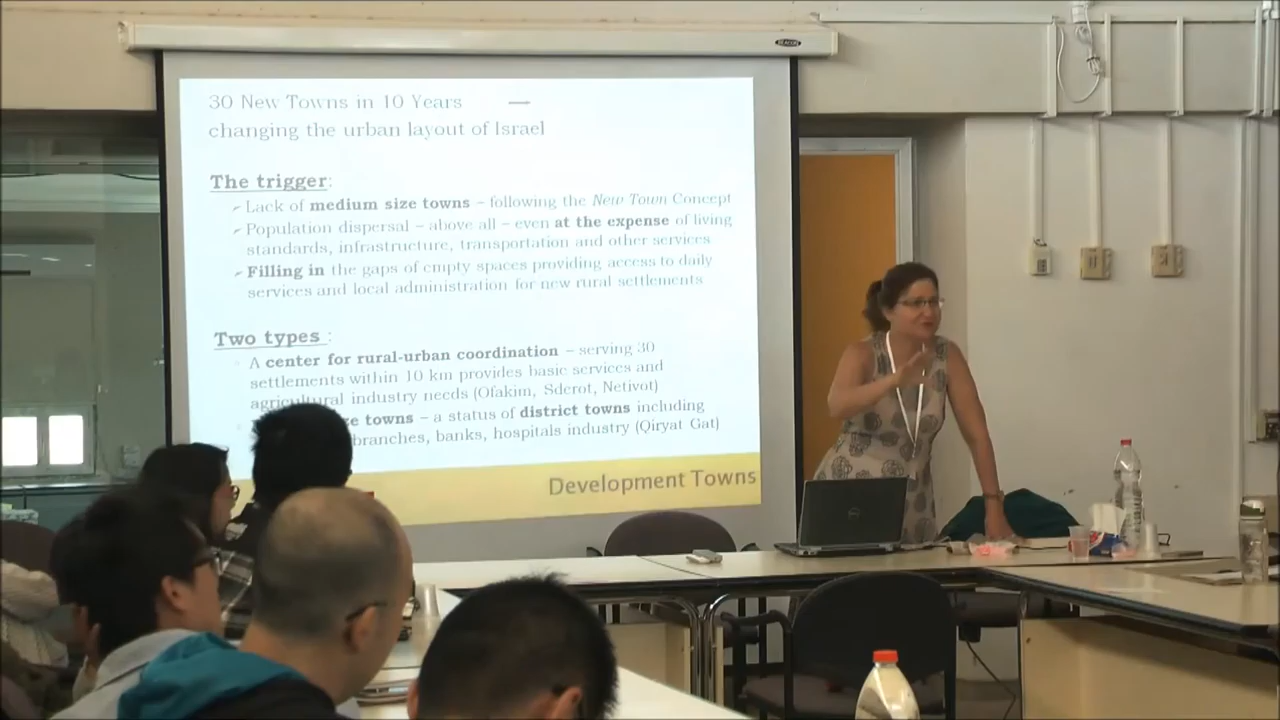 30 New Towns in 10 Years —
changing the urban layout of Israel
The trigger:
Lack of medium size towns – following the New Town Concept
Population dispersal – above all – even at the expense of living
standards, infrastructure, transportation and other services
Filling in the gaps of empty spaces providing access to daily
services and local administration for new rural settlements
Two types :
A center for rural-urban coordination – serving 30
settlements within 10 km provides basic services and
agricultural industry needs (Ofakim, Sderot, Netivot)
towns – a status of district towns including
branches, banks, hospitals industry (Qiryat Gat)
Development Towns